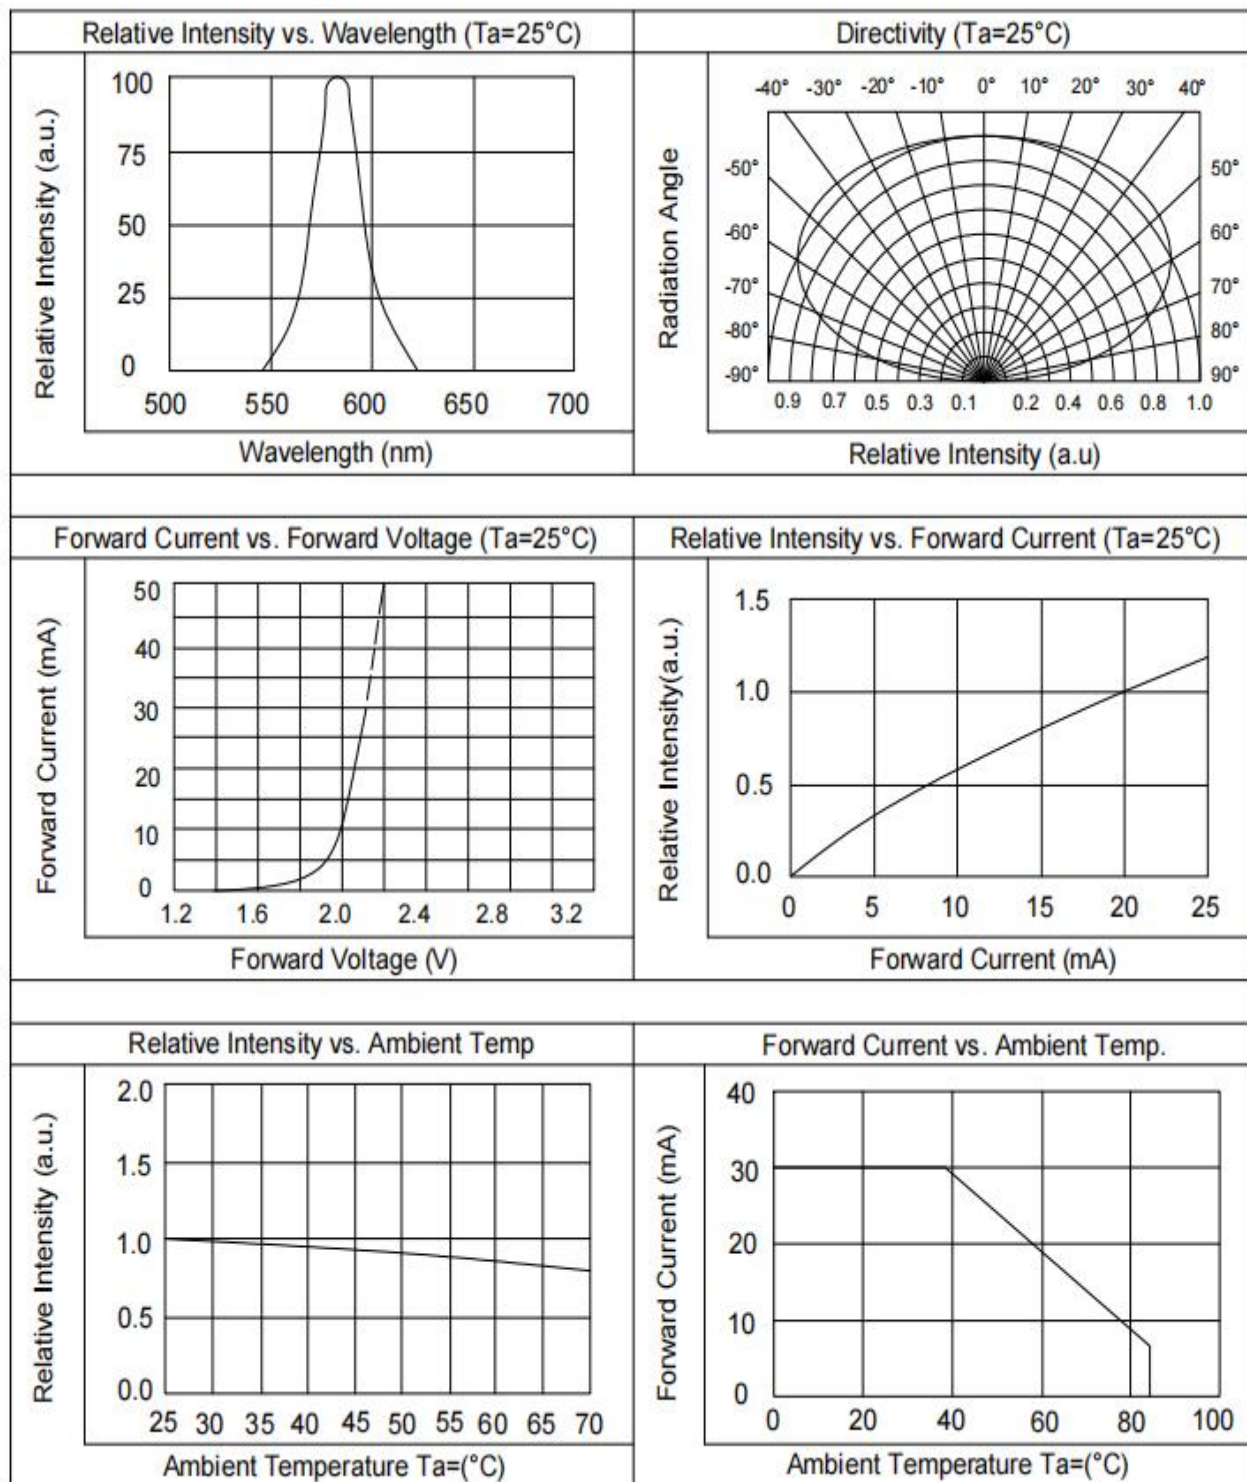 Relative Intensity vs. Wavelength (Ta=25°C)
Relative Intensity (a.u.)
100
75
50
25
0
500 550 600 650 700
Wavelength (nm)
Directivity (Ta=25°C)
Radiation Angle
-40° -30° -20° -10° 0° 10° 20° 30° 40°
-50° 50°
-60° 60°
-70° 70°
-80° 80°
-90° 90°
0.9 0.7 0.5 0.3 0.1 0.2 0.4 0.6 0.8 1.0
Relative Intensity (a.u)
Forward Current vs. Forward Voltage (Ta=25°C)
Forward Current (mA)
50
40
30
20
10
0
1.2 1.6 2.0 2.4 2.8 3.2
Forward Voltage (V)
Relative Intensity vs. Forward Current (Ta=25°C)
Relative Intensity(a.u.)
1.5
1.0
0.5
0.0
0 5 10 15 20 25
Forward Current (mA)
Relative Intensity vs. Ambient Temp
Relative Intensity (a.u.)
2.0
1.5
1.0
0.5
0.0
25 30 35 40 45 50 55 60 65 70
Ambient Temperature Ta=(°C)
Forward Current vs. Ambient Temp.
Forward Current (mA)
40
30
20
10
0
0 20 40 60 80 100
Ambient Temperature Ta=(°C)